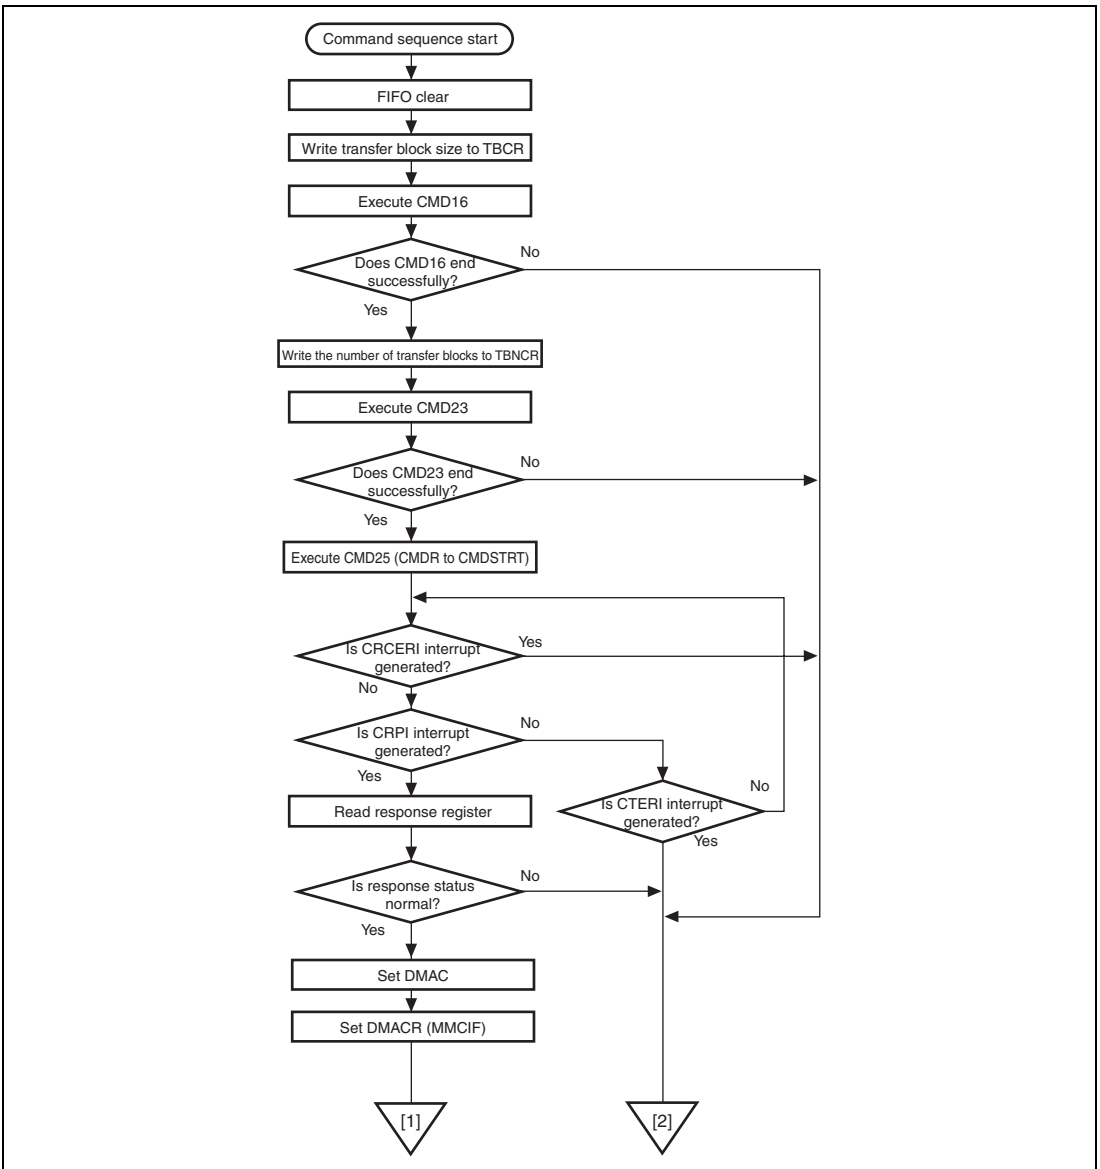 Command sequence start
FIFO clear
Write transfer block size to TBCR
Execute CMD16
No
Does CMD16 end
successfully?
Yes
Write the number of transfer blocks to TBNCR
Execute CMD23
No
Does CMD23 end
successfully?
Yes
Execute CMD25 (CMDR to CMDSTRT)
Yes
Is CRCERI interrupt
generated?
No
No
Is CRPI interrupt
generated?
Yes
No
Is CTERI interrupt
generated?
Yes
Read response register
No
Is response status
normal?
Yes
Set DMAC
Set DMACR (MMCIF)
[1]
[2]